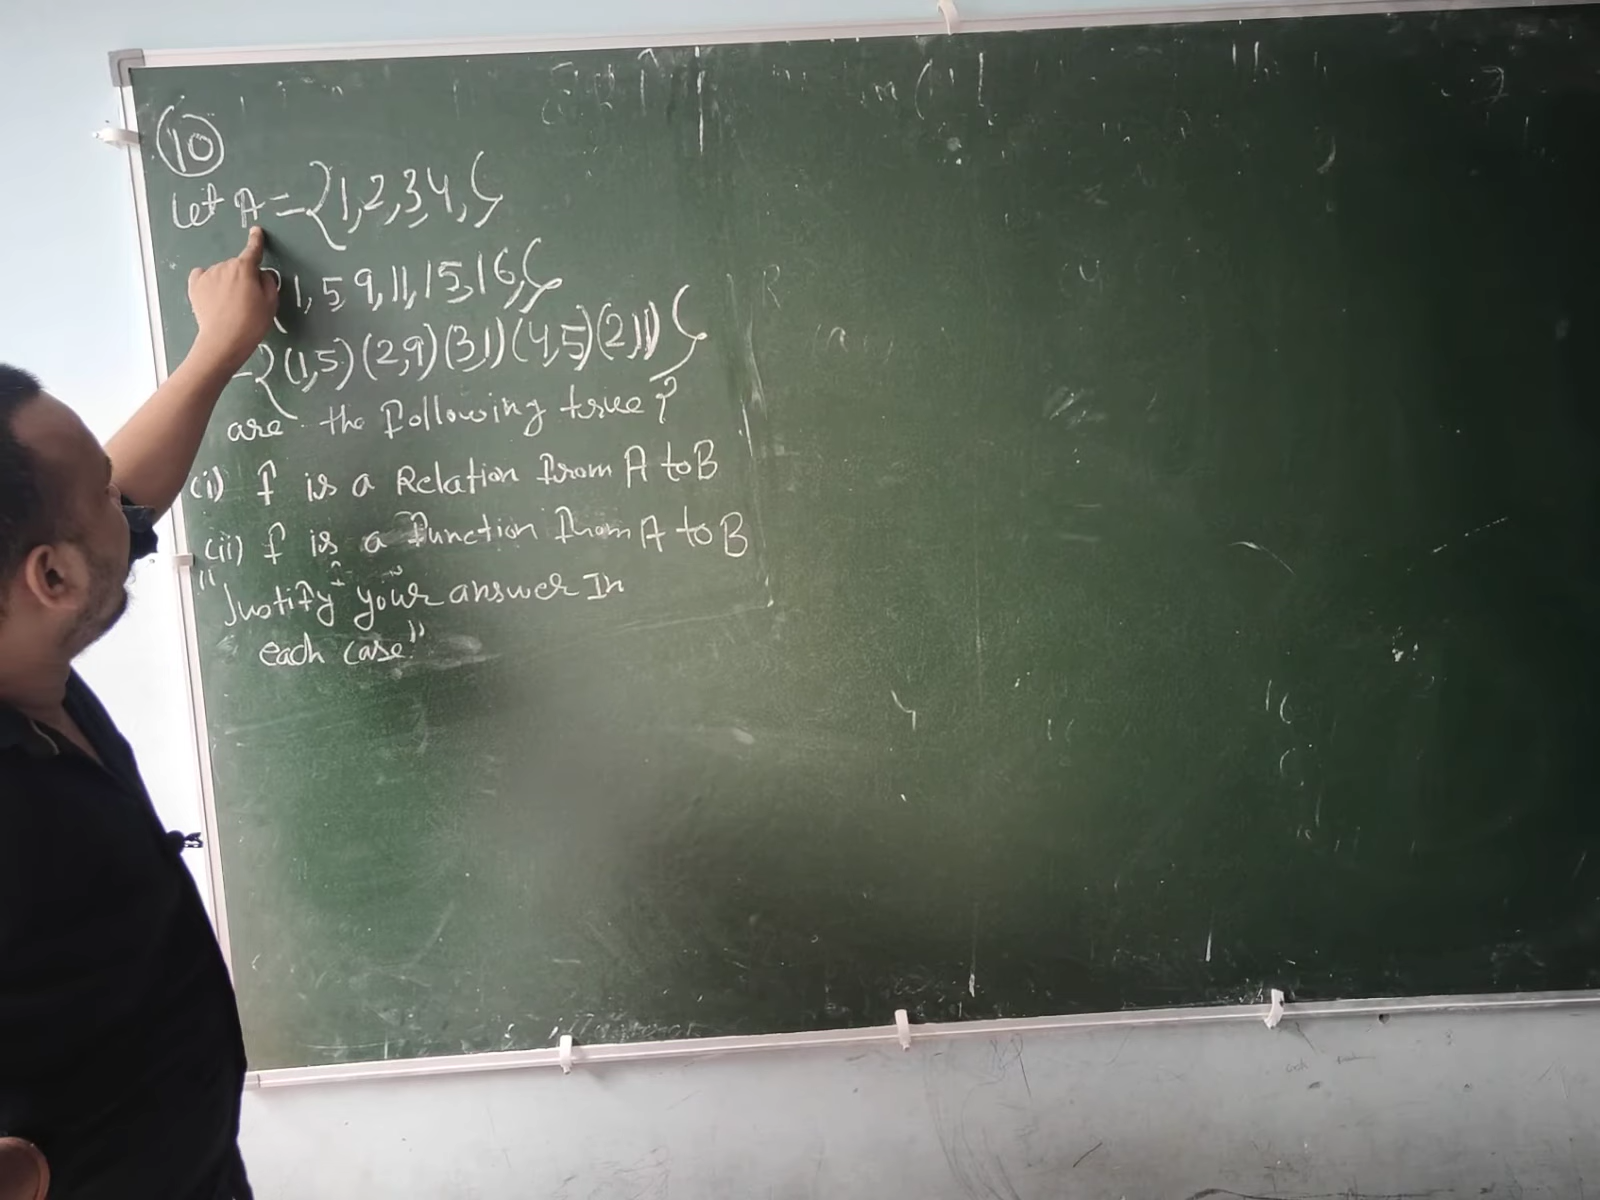 10
Let A = {1,2,3,4,}
{1,5,9,11,15,16,}
= {(1,5)(2,9)(3,1)(4,5)(2,11)}
are the following true?
(i) f is a Relation from A to B
(ii) f is a function from A to B
"Justify your answer In
each case"